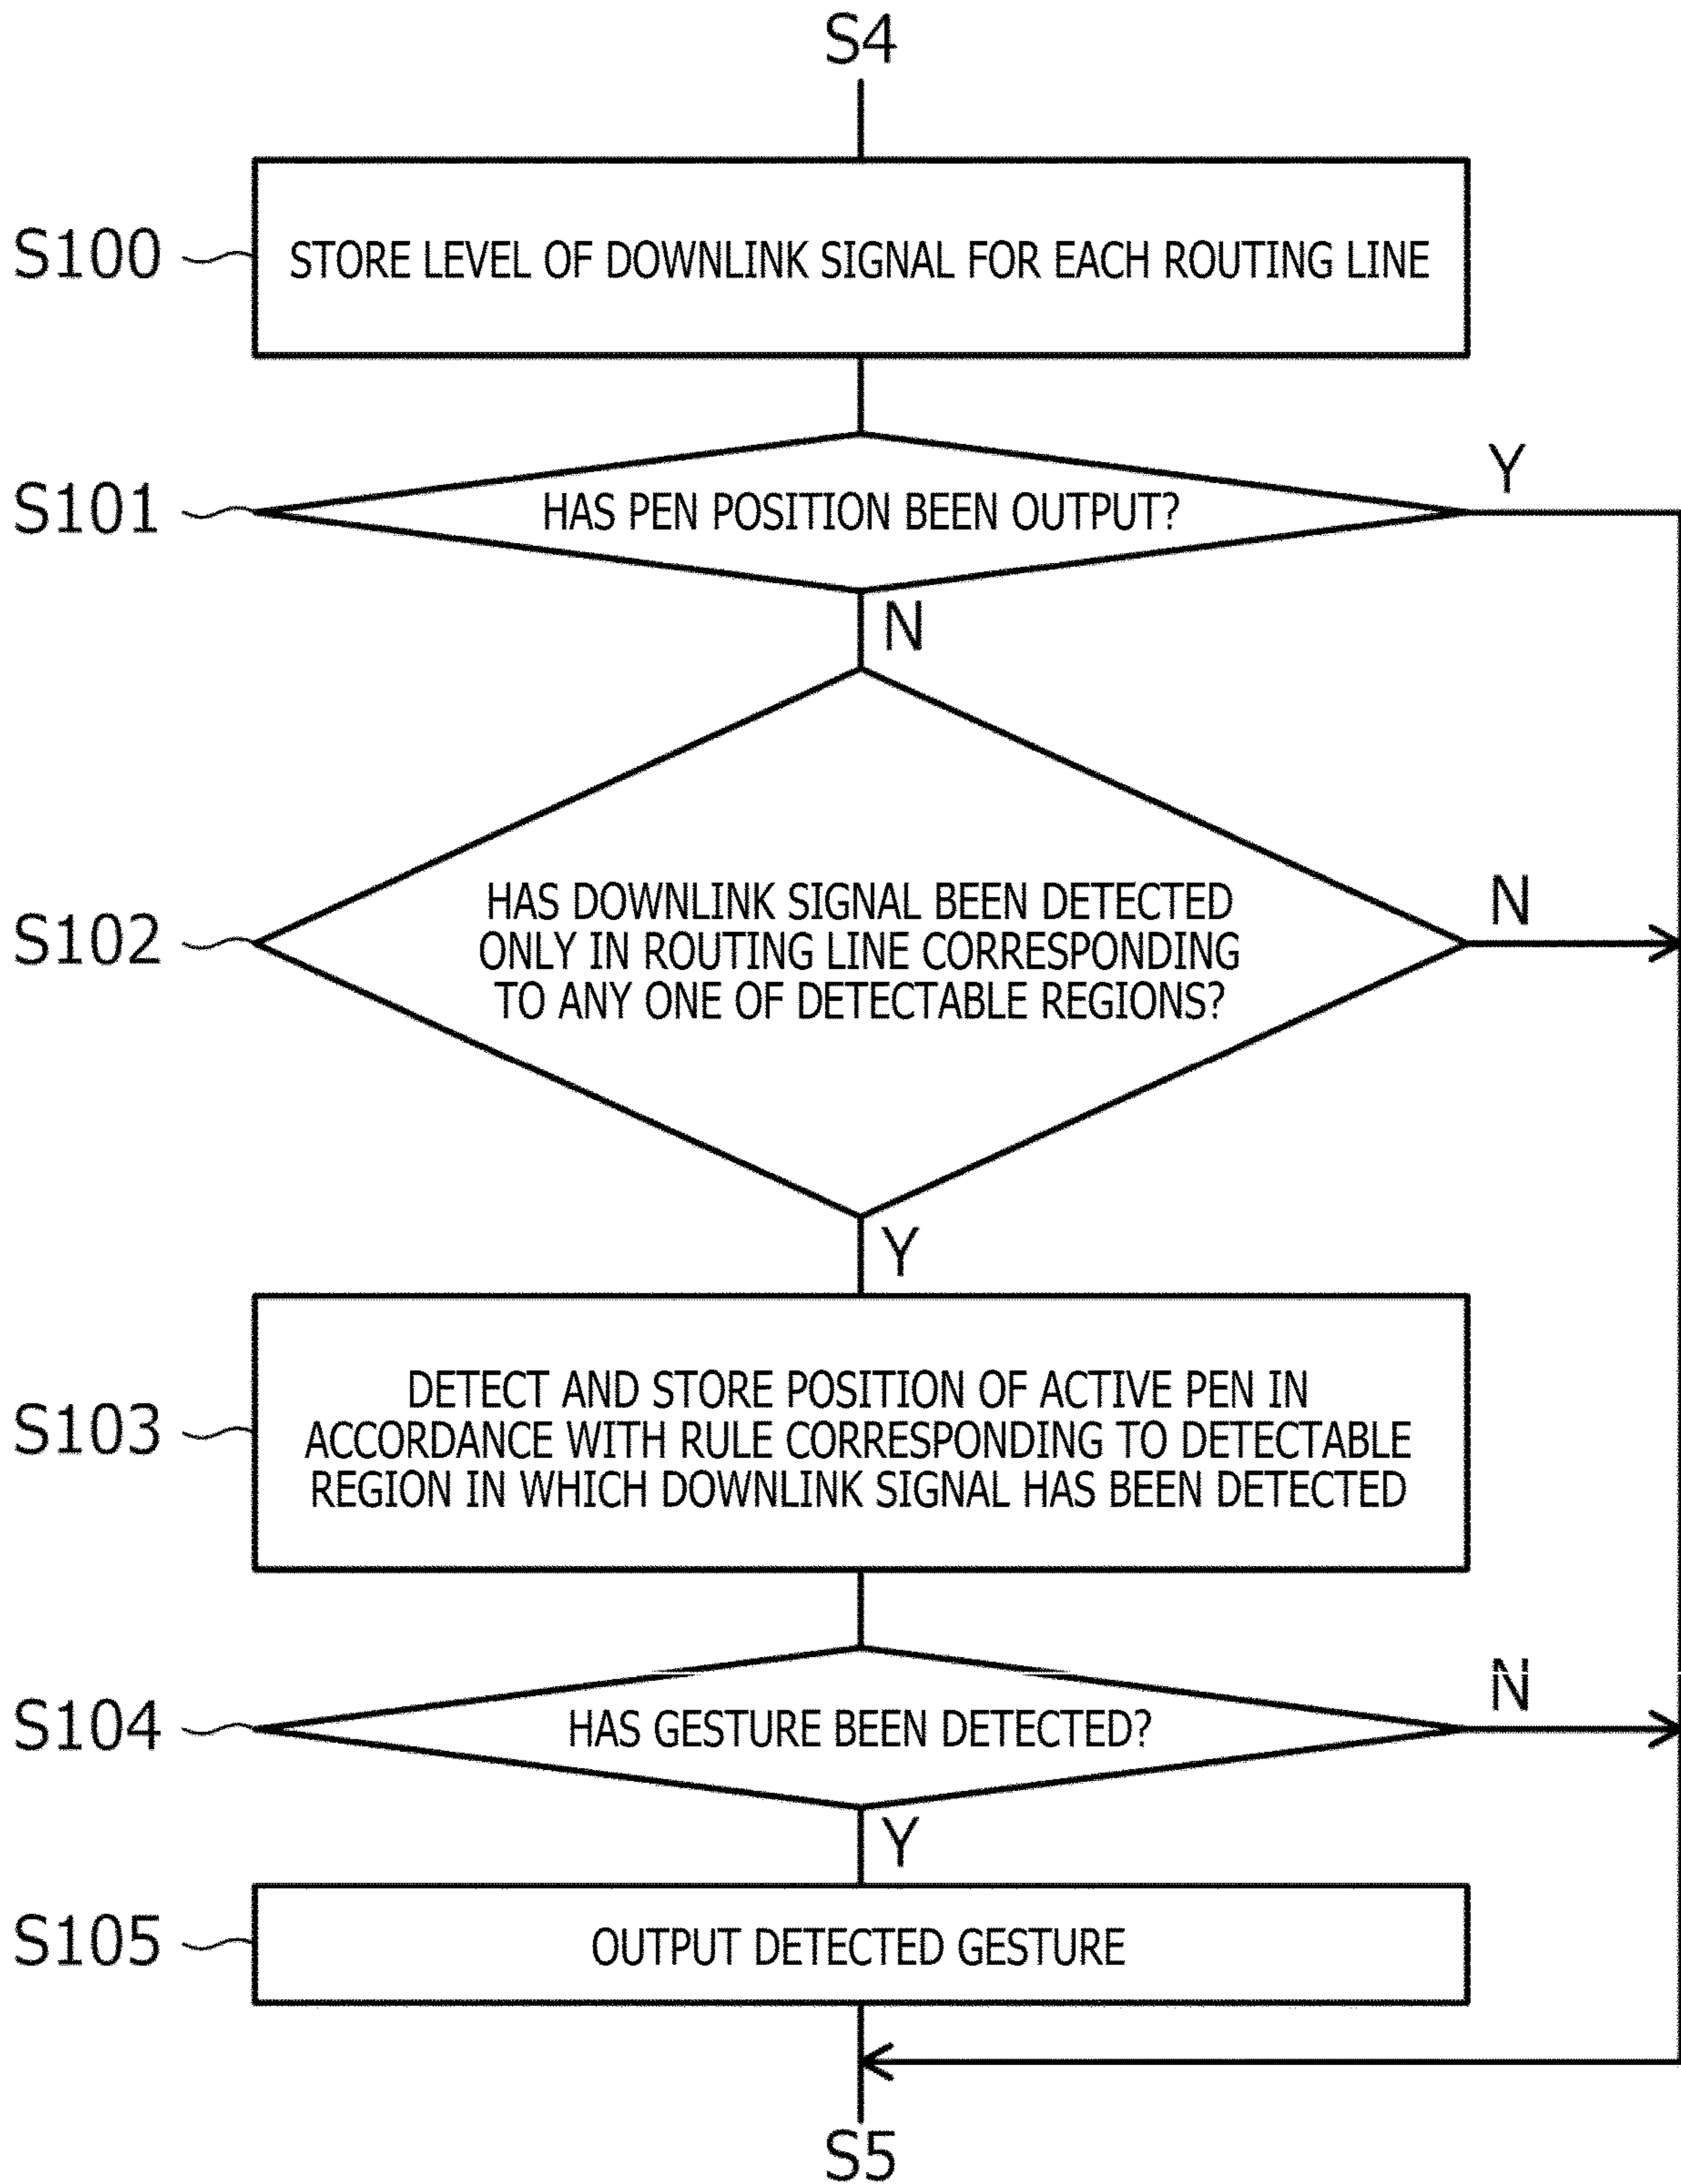 S4
S100
STORE LEVEL OF DOWNLINK SIGNAL FOR EACH ROUTING LINE
S101
HAS PEN POSITION BEEN OUTPUT?
Y
N
S102
HAS DOWNLINK SIGNAL BEEN DETECTED
ONLY IN ROUTING LINE CORRESPONDING
TO ANY ONE OF DETECTABLE REGIONS?
N
Y
S103
DETECT AND STORE POSITION OF ACTIVE PEN IN
ACCORDANCE WITH RULE CORRESPONDING TO DETECTABLE
REGION IN WHICH DOWNLINK SIGNAL HAS BEEN DETECTED
S104
HAS GESTURE BEEN DETECTED?
N
Y
S105
OUTPUT DETECTED GESTURE
S5